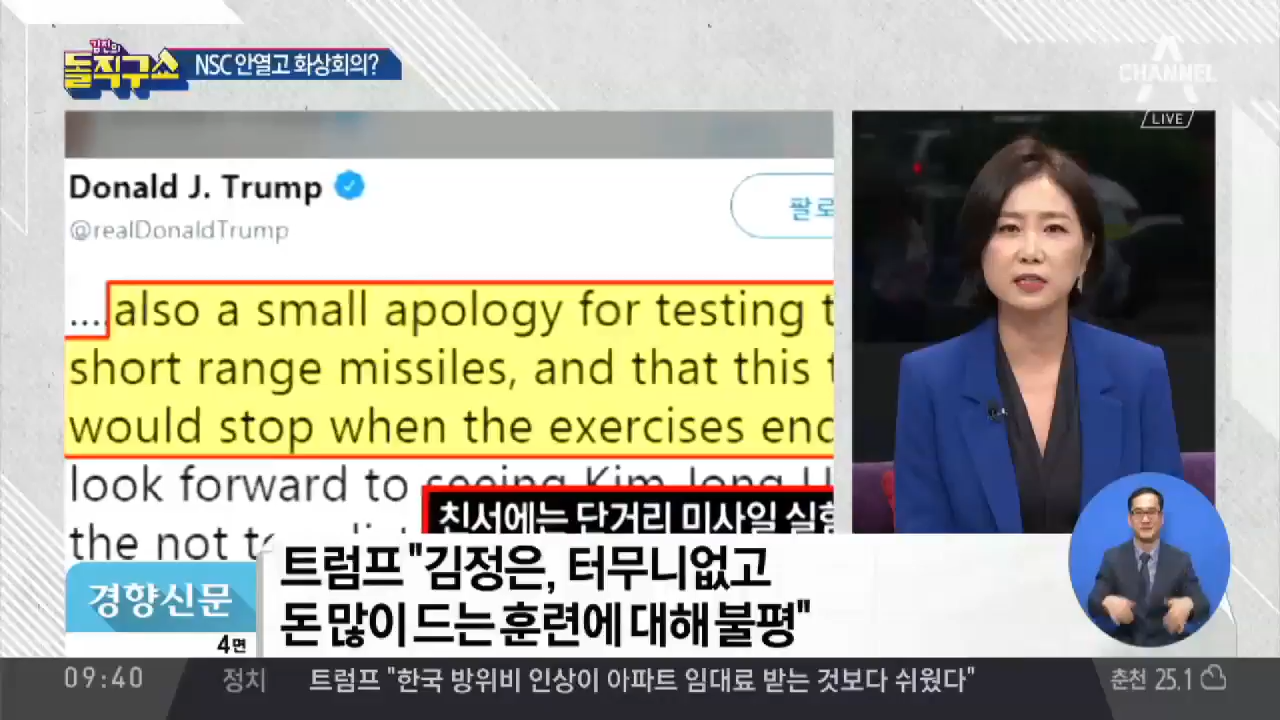 김진의
돌직구쇼
NSC 안열고 화상회의?
CHANNEL A
LIVE
Donald J. Trump
@realDonaldTrump
팔로
....also a small apology for testing
short range missiles, and that this
would stop when the exercises end
look forward to seeing Kim Jong U
the not
친서에는 단거리 미사일 실험
트럼프 "김정은, 터무니없고
돈 많이 드는 훈련에 대해 불평"
경향신문
4면
09:40
정치
트럼프 "한국 방위비 인상이 아파트 임대료 받는 것보다 쉬웠다"
춘천 25.1